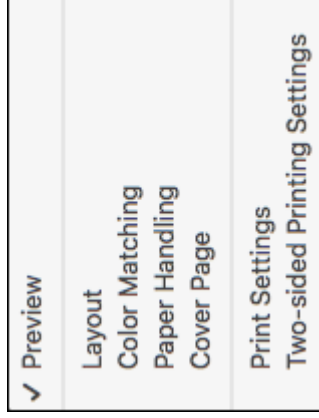 ✓ Preview
Layout
Color Matching
Paper Handling
Cover Page
Print Settings
Two-sided Printing Settings